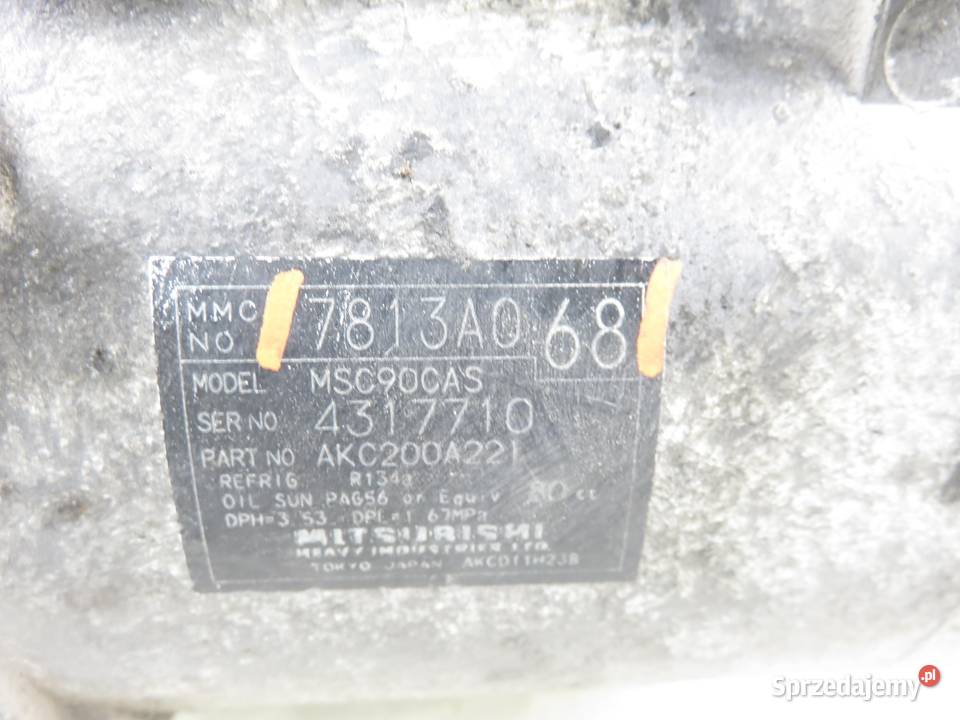 MMC NO 7813A068
MODEL MSC90CAS
SER NO 4317710
PART NO AKC200A221
REFRIG R134a
OIL SUN PAG56 or Equiv cc
DPH=3.53 DPL=1.67MPa
MITSUBISHI
HEAVY INDUSTRIES, LTD.
TOKYO JAPAN
Sprzedajemy.pl